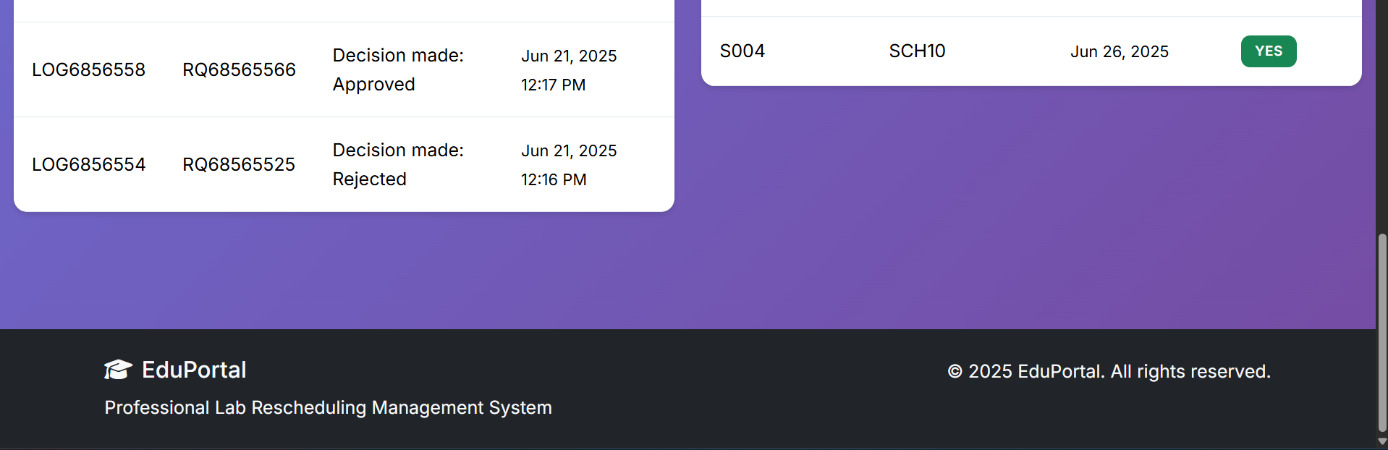 LOG6856558 RQ68565566 Decision made: Jun 21, 2025
Approved 12:17 PM
LOG6856554 RQ68565525 Decision made: Jun 21, 2025
Rejected 12:16 PM
S004 SCH10 Jun 26, 2025 YES
EduPortal
Professional Lab Rescheduling Management System
© 2025 EduPortal. All rights reserved.